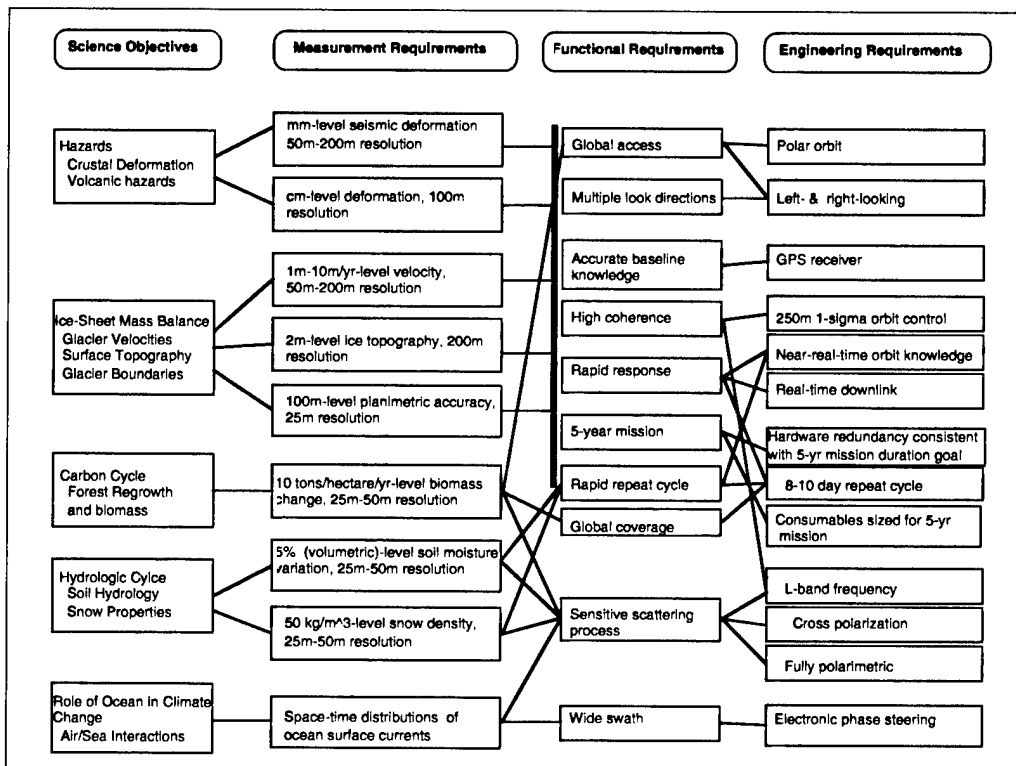 Science Objectives
Measurement Requirements
Functional Requirements
Engineering Requirements
Hazards
Crustal Deformation
Volcanic hazards
Ice-Sheet Mass Balance
Glacier Velocities
Surface Topography
Glacier Boundaries
Carbon Cycle
Forest Regrowth
and biomass
Hydrologic Cylce
Soil Hydrology
Snow Properties
Role of Ocean in Climate
Change
Air/Sea Interactions
mm-level seismic deformation
50m-200m resolution
cm-level deformation, 100m
resolution
1m-10m/yr-level velocity,
50m-200m resolution
2m-level ice topography, 200m
resolution
100m-level planimetric accuracy,
25m resolution
10 tons/hectare/yr-level biomass
change, 25m-50m resolution
5% (volumetric)-level soil moisture
variation, 25m-50m resolution
50 kg/m^3-level snow density,
25m-50m resolution
Space-time distributions of
ocean surface currents
Global access
Multiple look directions
Accurate baseline
knowledge
High coherence
Rapid response
5-year mission
Rapid repeat cycle
Global coverage
Sensitive scattering
process
Wide swath
Polar orbit
Left- & right-looking
GPS receiver
250m 1-sigma orbit control
Near-real-time orbit knowledge
Real-time downlink
Hardware redundancy consistent
with 5-yr mission duration goal
8-10 day repeat cycle
Consumables sized for 5-yr
mission
L-band frequency
Cross polarization
Fully polarimetric
Electronic phase steering